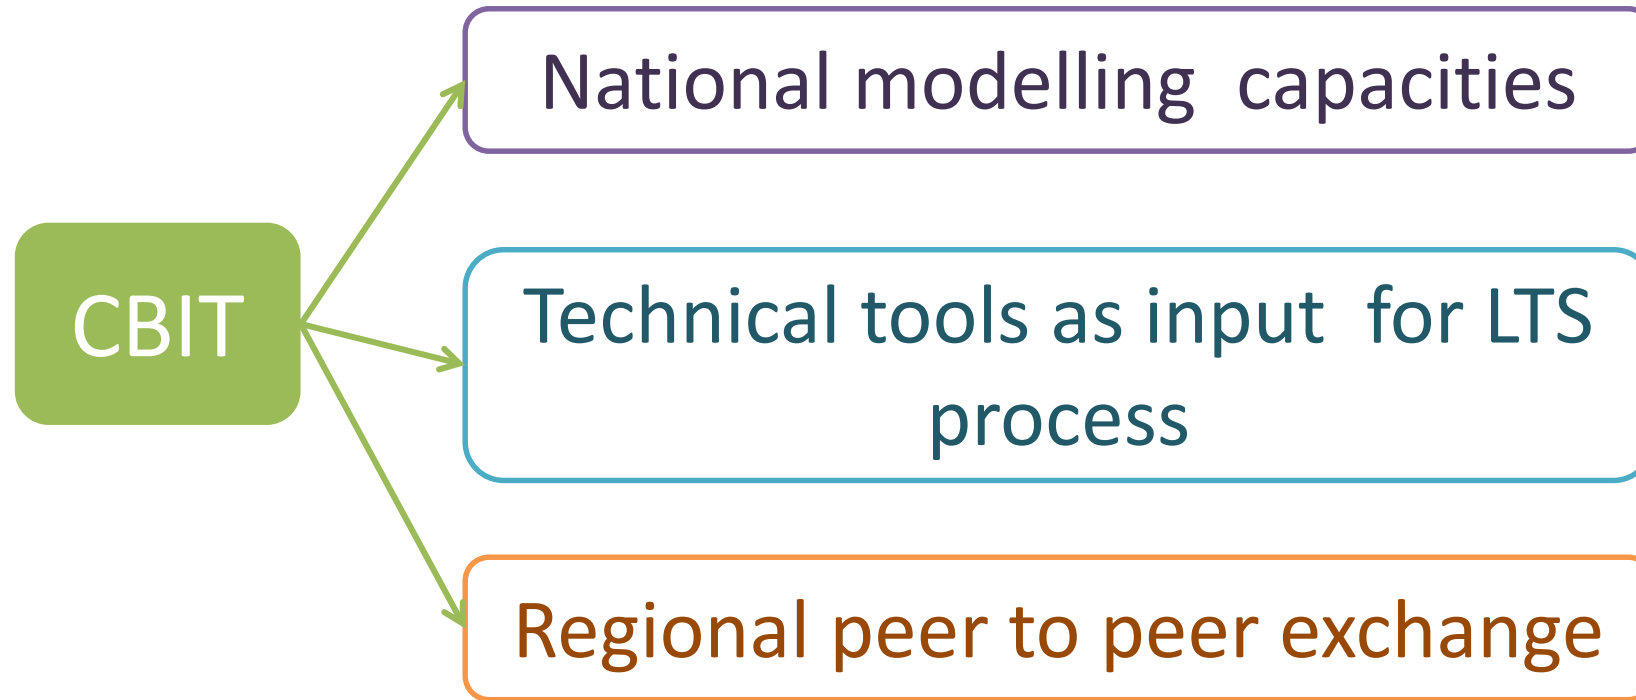 National modelling  capacities
CBIT
Technical tools as input  for LTS
process
Regional peer to peer exchange